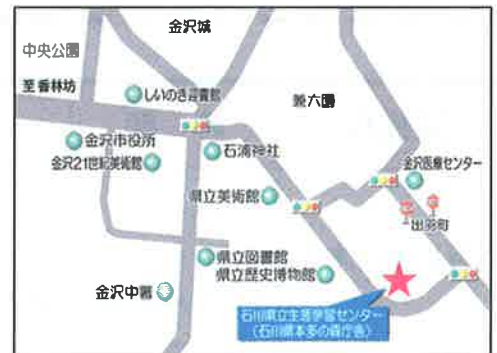 金沢城
中央公園
至香林坊
しいのき迎賓館
兼六園
金沢市役所
石浦神社
金沢21世紀美術館
金沢医療センター
県立美術館
出羽町
県立図書館
県立歴史博物館
金沢中署
石川県立生涯学習センター
(石川県本多の森庁舎)